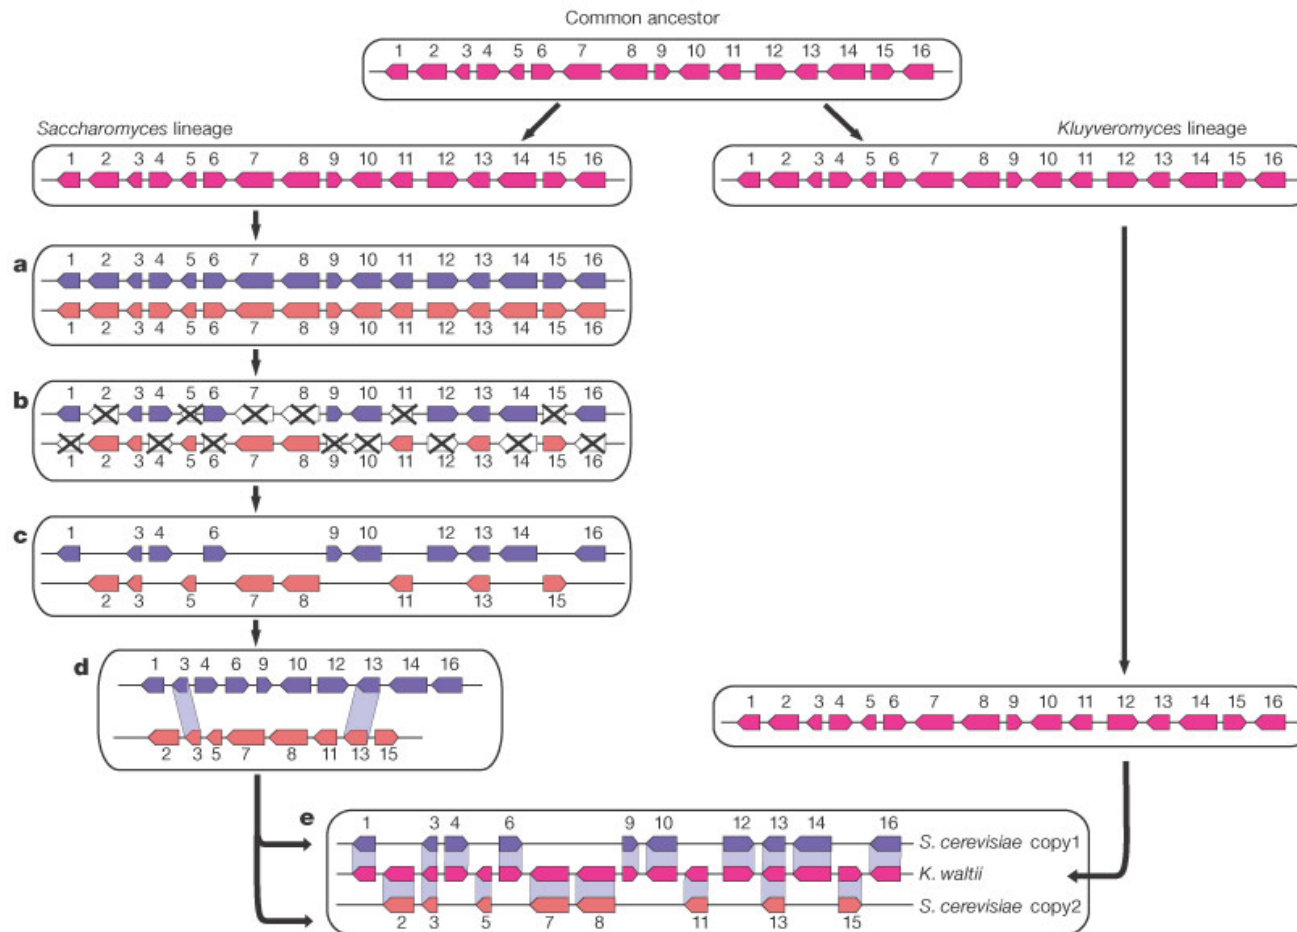 Common ancestor
1 2 3 4 5 6 7 8 9 10 11 12 13 14 15 16
Saccharomyces lineage
1 2 3 4 5 6 7 8 9 10 11 12 13 14 15 16
Kluyveromyces lineage
1 2 3 4 5 6 7 8 9 10 11 12 13 14 15 16
a
1 2 3 4 5 6 7 8 9 10 11 12 13 14 15 16
1 2 3 4 5 6 7 8 9 10 11 12 13 14 15 16
b
1 2 3 4 5 6 7 8 9 10 11 12 13 14 15 16
1 2 3 4 5 6 7 8 9 10 11 12 13 14 15 16
c
1 3 4 6 9 10 12 13 14 16
2 3 5 7 8 11 13 15
d
1 3 4 6 9 10 12 13 14 16
2 3 5 7 8 11 13 15
1 2 3 4 5 6 7 8 9 10 11 12 13 14 15 16
e
1 3 4 6 9 10 12 13 14 16
S. cerevisiae copy1
K. waltii
S. cerevisiae copy2
2 3 5 7 8 11 13 15